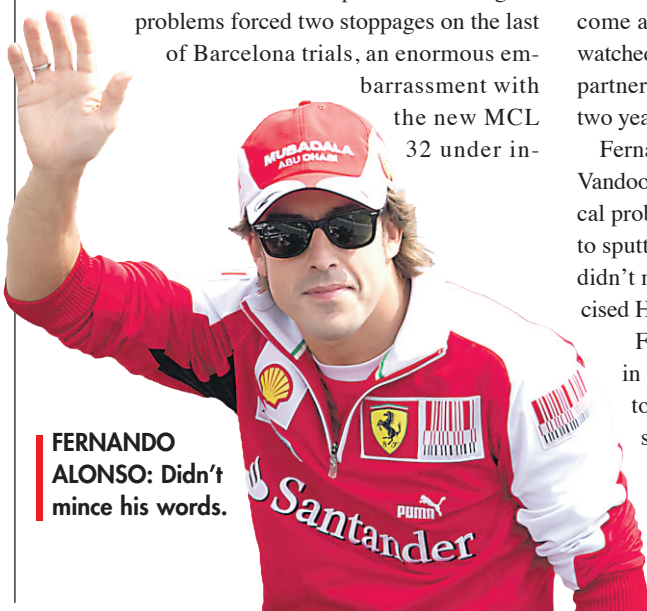 problems forced two stoppages on the last
of Barcelona trials, an enormous em-
barrassment with
the new MCL
32 under in-
come a
watched
partner
two yea
Ferna
Vandoo
cal prob
to sputt
didn't
cised H
F
in
to
s
MUBADALA
ABU DHABI
FERNANDO
ALONSO: Didn't
mince his words.
Santander
PUMA